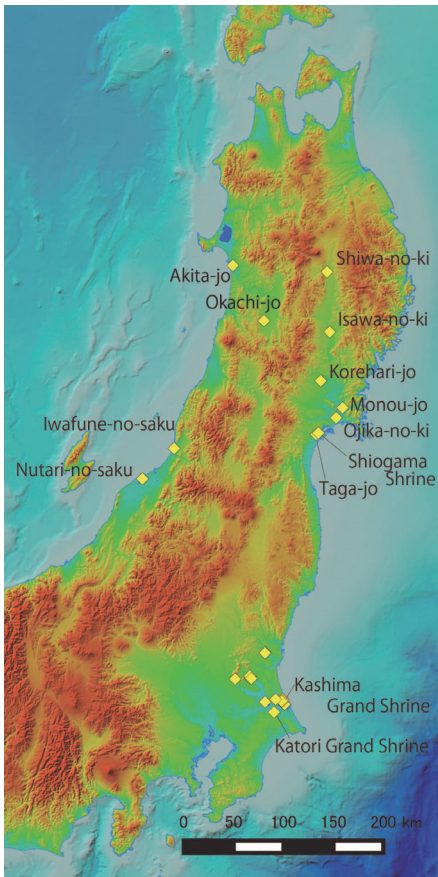 Shiwa-no-ki
Akita-jo
Okachi-jo
Isawa-no-ki
Korehari-jo
Monou-jo
Iwafune-no-saku
Ojika-no-ki
Shiogama
Shrine
Nutari-no-saku
Taga-jo
Kashima
Grand Shrine
Katori Grand Shrine
0 50 100 150 200 km